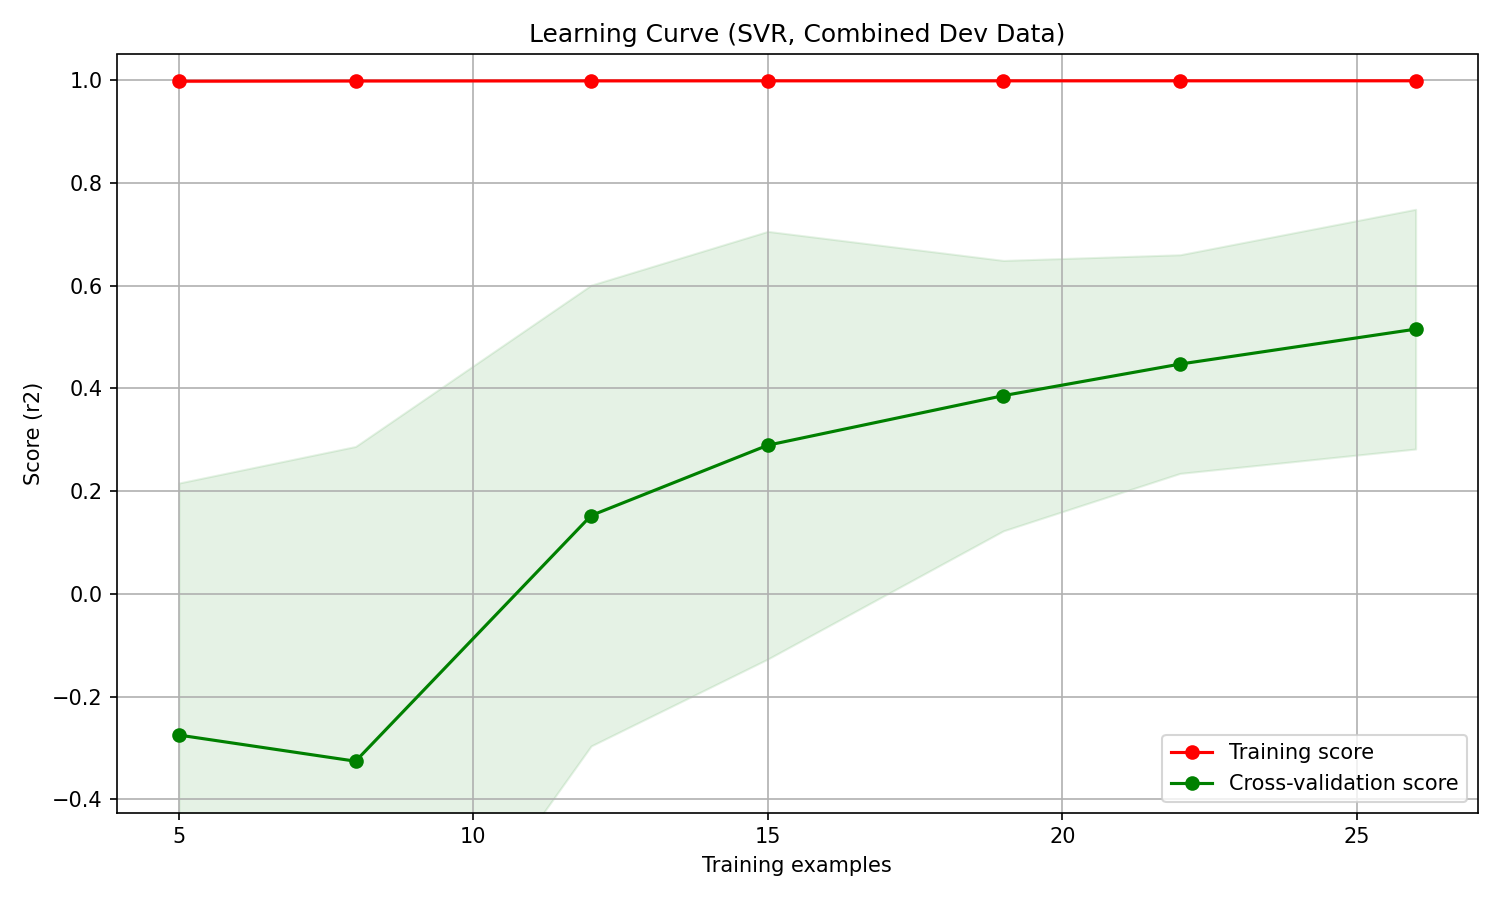 Learning Curve (SVR, Combined Dev Data)
1.0
0.8
0.6
0.4
0.2
0.0
−0.2
−0.4
Score (r2)
5
10
15
20
25
Training examples
Training score
Cross-validation score